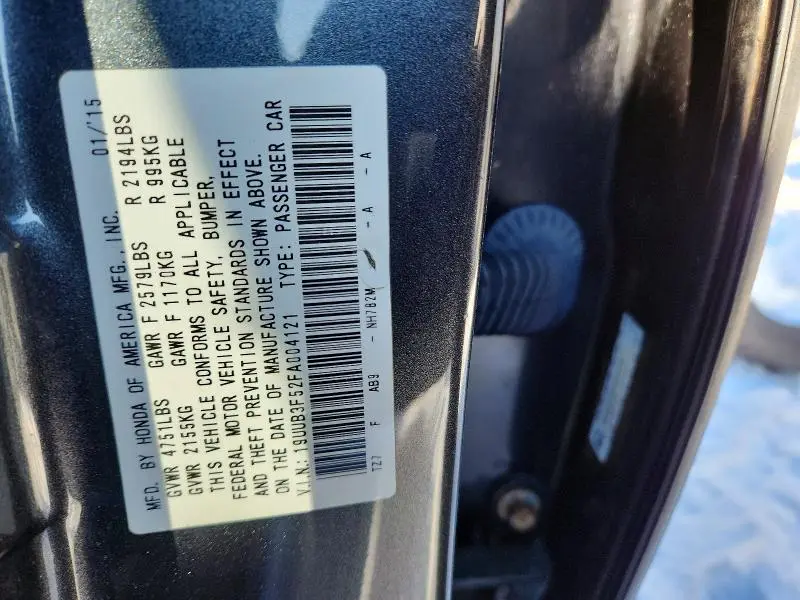 MFD. BY HONDA OF AMERICA MFG., INC. 01/'15
GVWR 4751LBS GAWR F 2579LBS R 2194LBS
GVWR 2155KG GAWR F 1170KG R 995KG
THIS VEHICLE CONFORMS TO ALL APPLICABLE
FEDERAL MOTOR VEHICLE SAFETY, BUMPER,
AND THEFT PREVENTION STANDARDS IN EFFECT
ON THE DATE OF MANUFACTURE SHOWN ABOVE.
V.I.N.: 19UUB3F52FA004121 TYPE: PASSENGER CAR
TZ7 F AB9 - NH782M - A - A